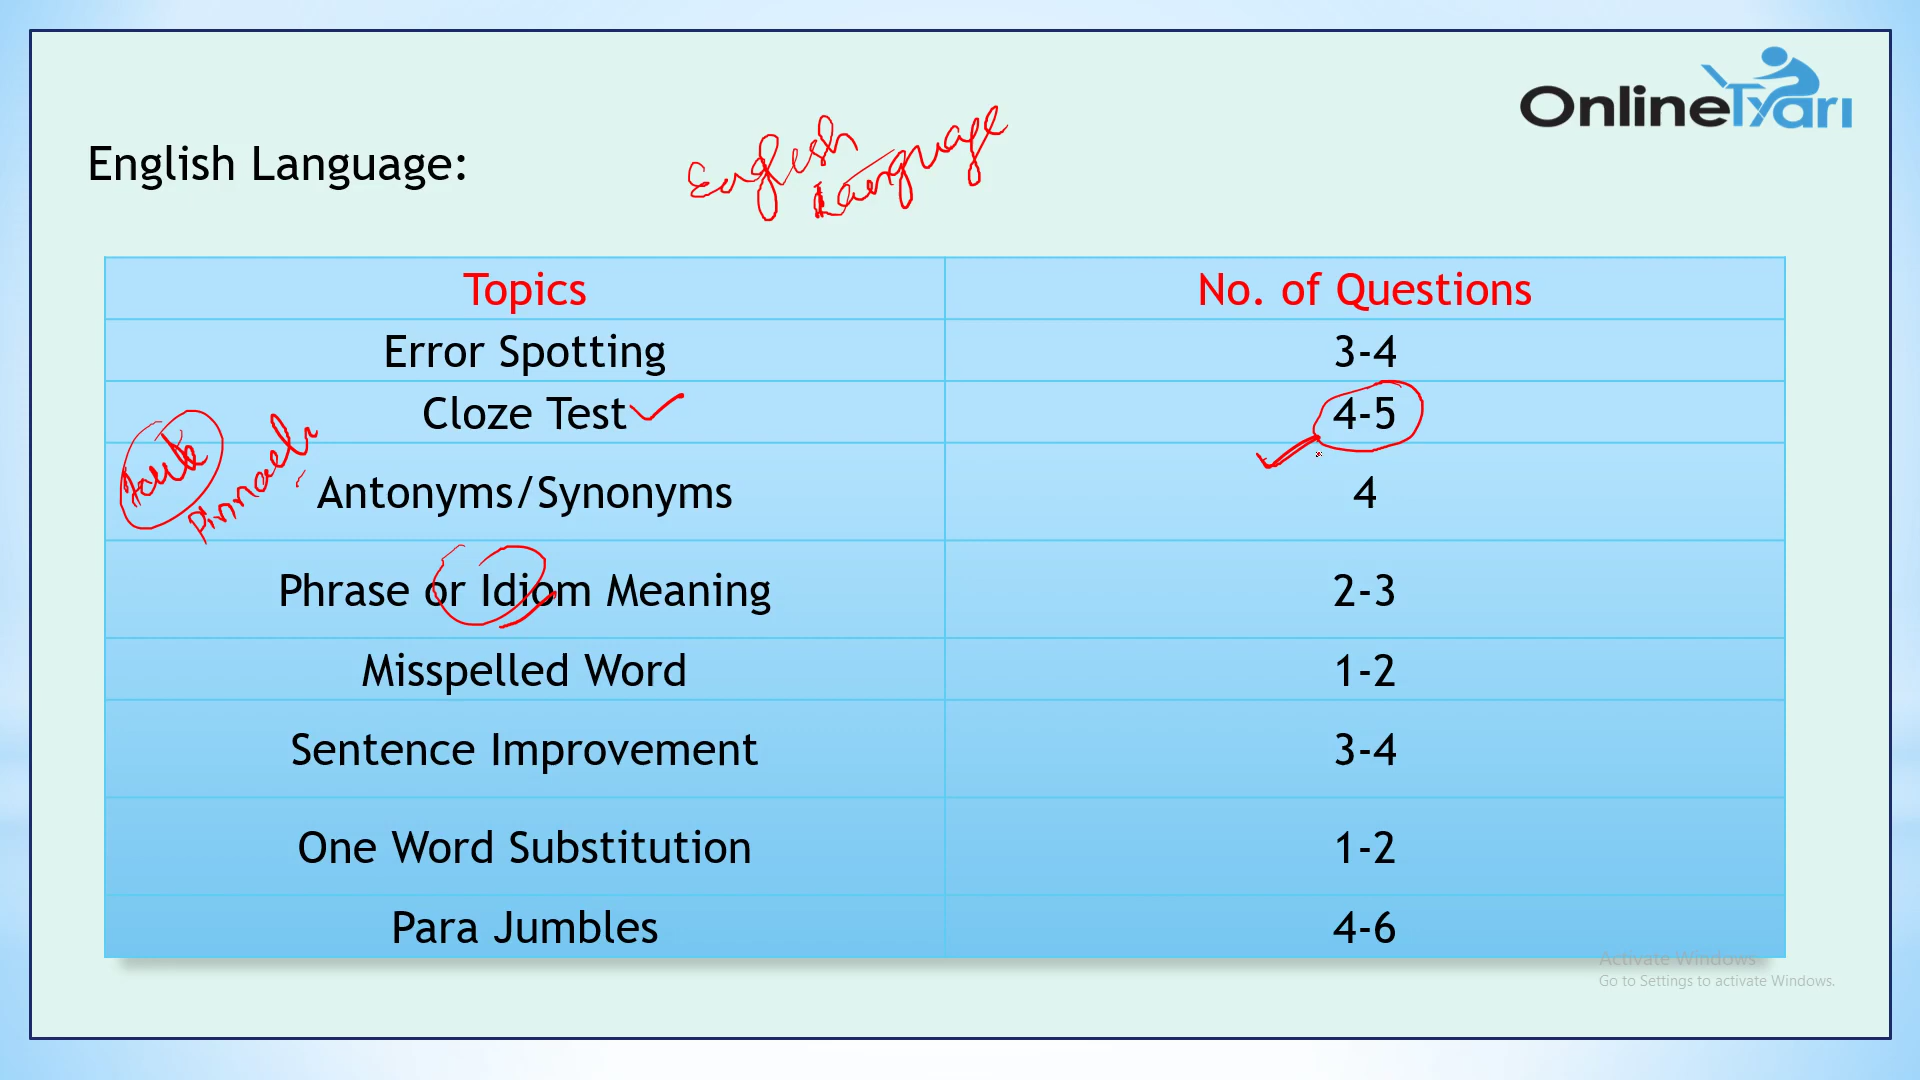 OnlineTyari
English Language:
English
Language
Topics No. of Questions
Error Spotting 3-4
Cloze Test 4-5
Antonyms/Synonyms 4
Phrase or Idiom Meaning 2-3
Misspelled Word 1-2
Sentence Improvement 3-4
One Word Substitution 1-2
Para Jumbles 4-6
Activate Windows
Go to Settings to activate Windows.